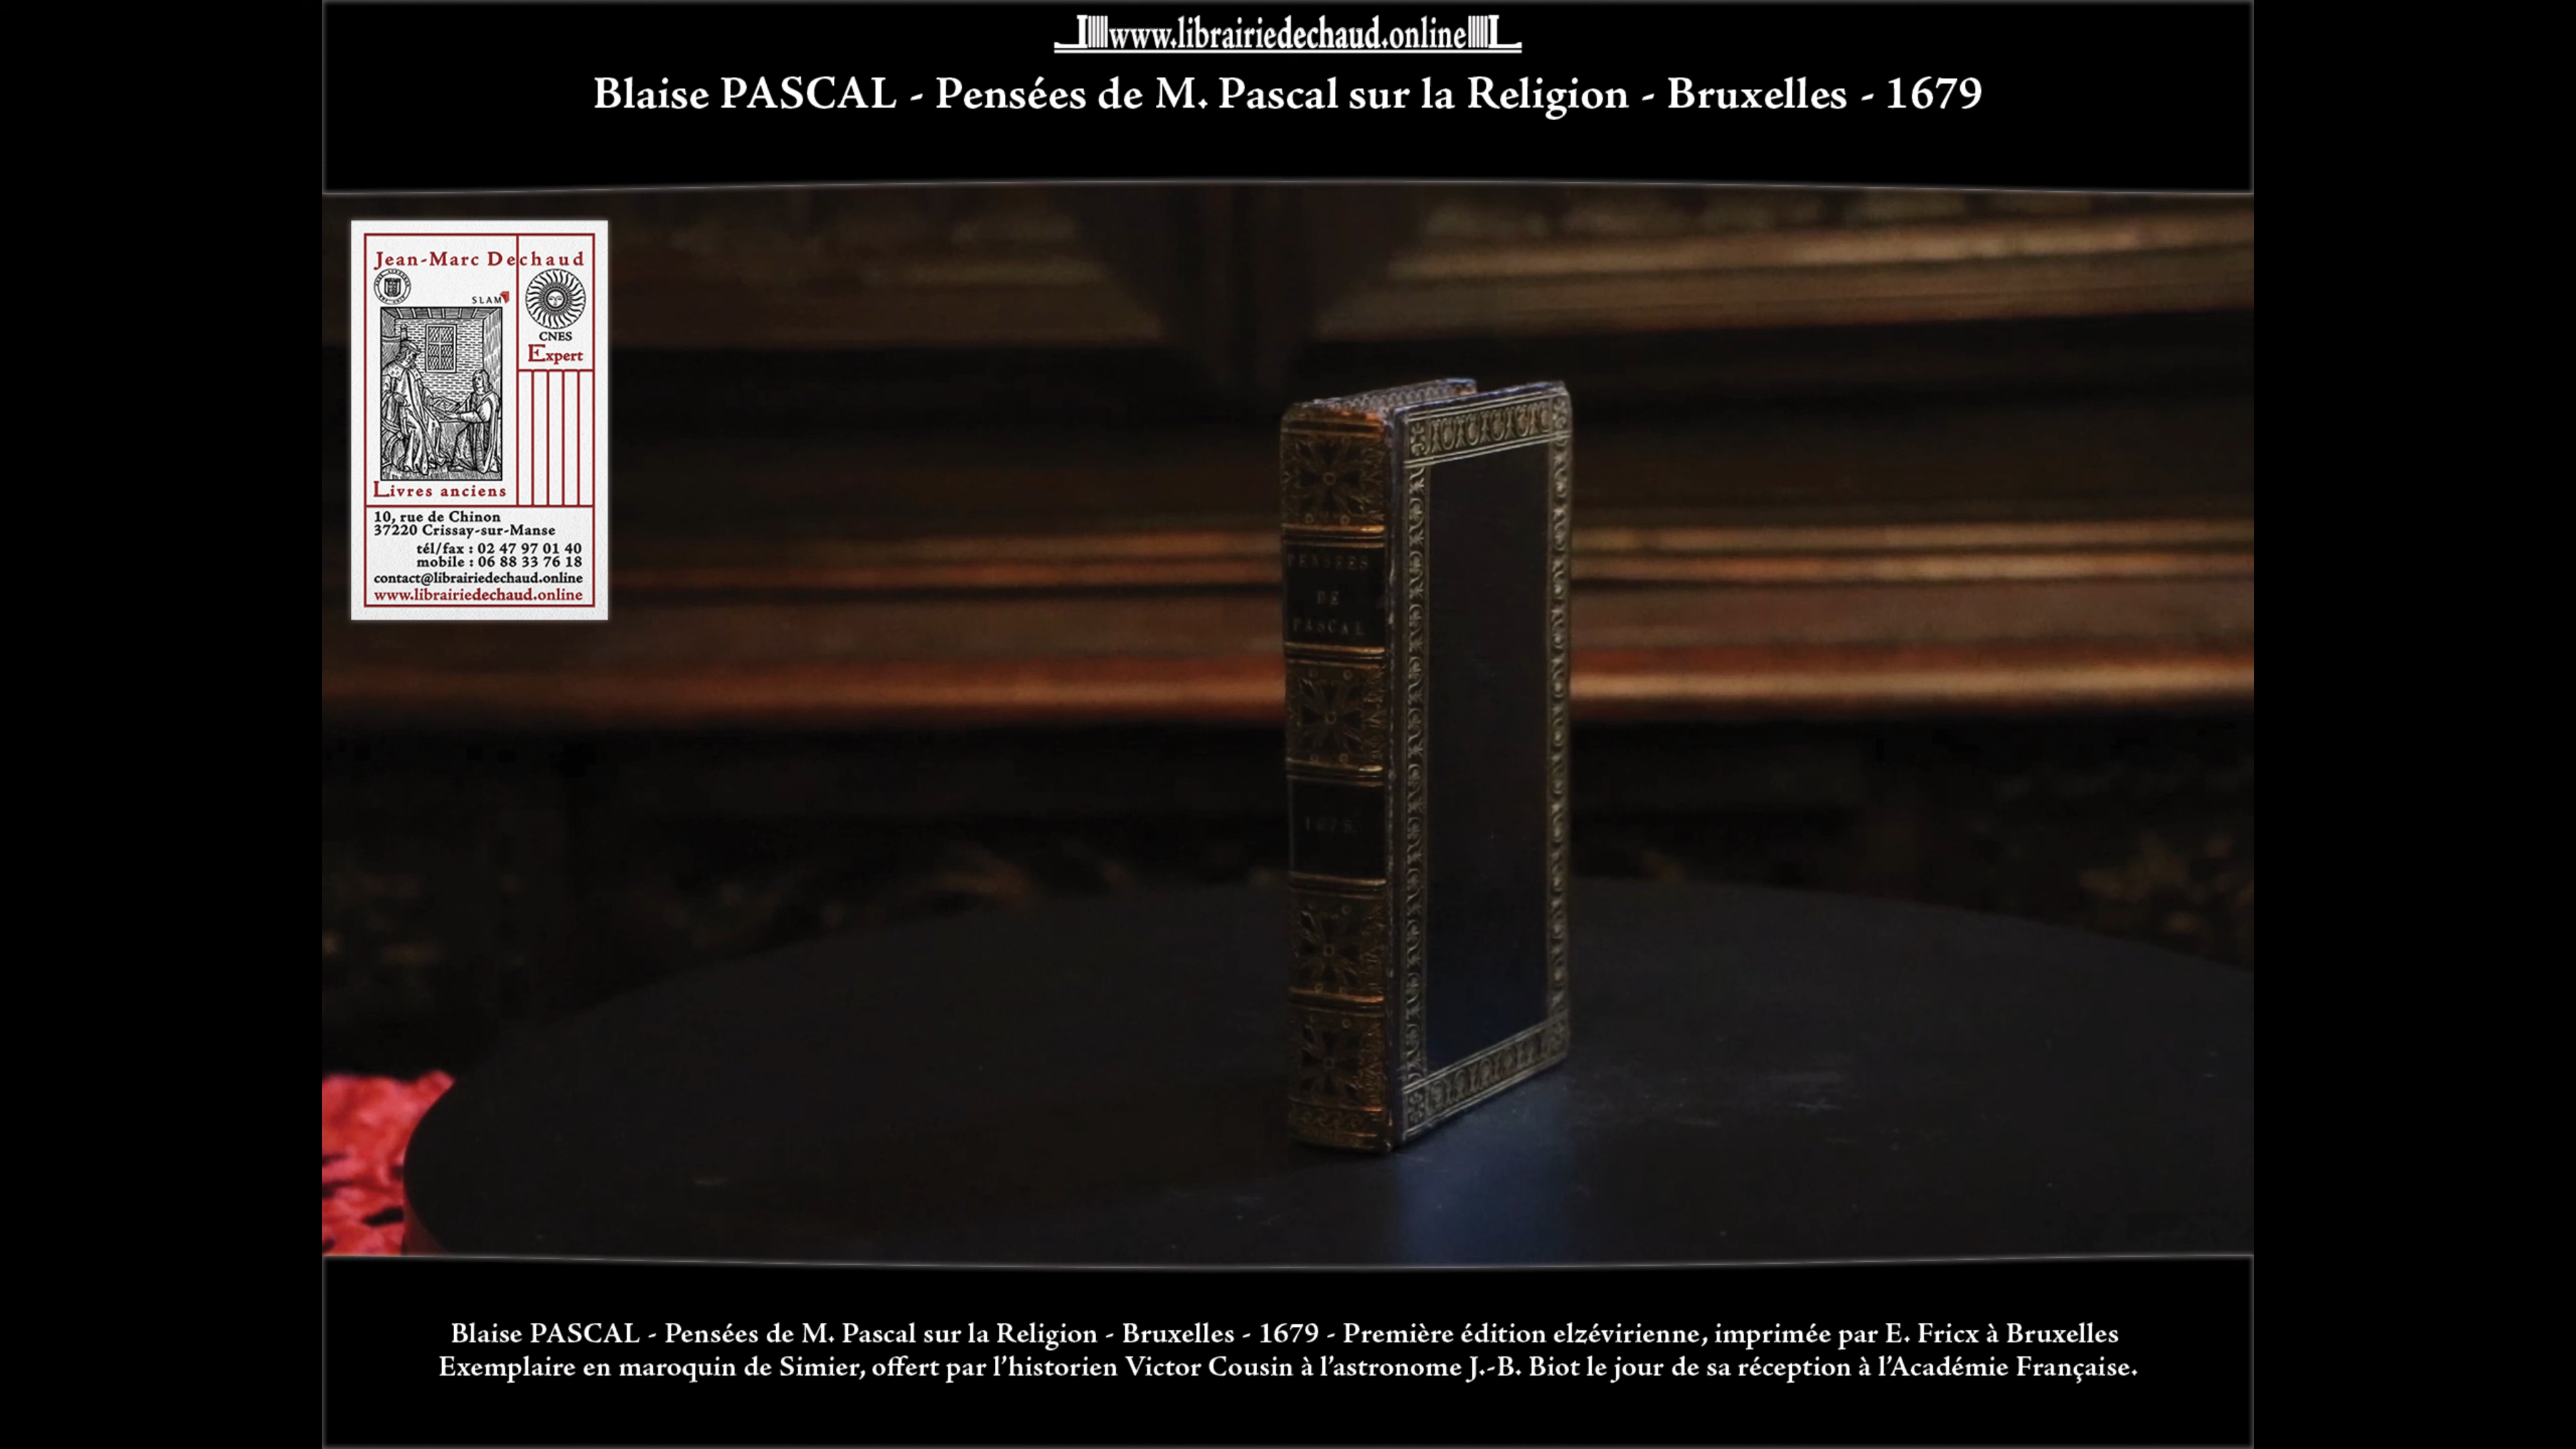 www.librairiedechaud.online
Blaise PASCAL - Pensées de M. Pascal sur la Religion - Bruxelles - 1679
Jean-Marc Dechaud
SLAM
CNES
Expert
Livres anciens
10, rue de Chinon
37220 Crissay-sur-Manse
tél/fax : 02 47 97 01 40
mobile : 06 88 33 76 18
contact@librairiedechaud.online
www.librairiedechaud.online
PENSEES
DE
PASCAL
Blaise PASCAL - Pensées de M. Pascal sur la Religion - Bruxelles - 1679 - Première édition elzévirienne, imprimée par E. Fricx à Bruxelles
Exemplaire en maroquin de Simier, offert par l'historien Victor Cousin à l'astronome J.-B. Biot le jour de sa réception à l'Académie Française.